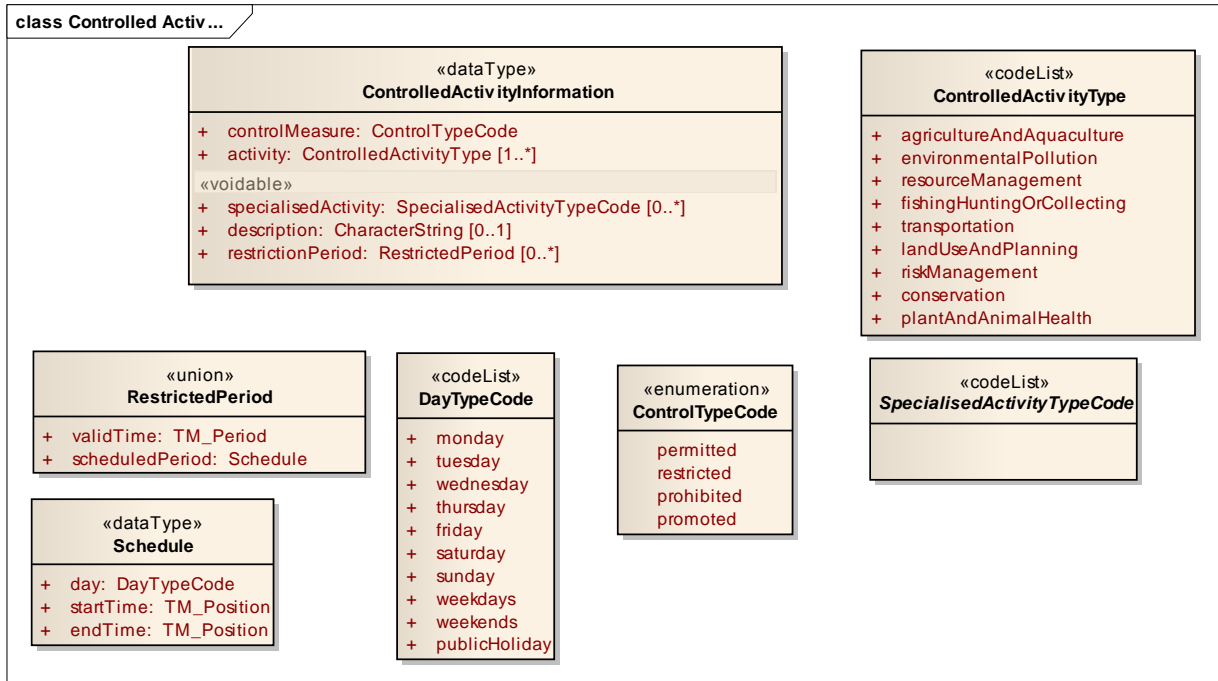 class Controlled Activ...
«dataType»
ControlledActivityInformation
+ controlMeasure: ControlTypeCode
+ activity: ControlledActivityType [1..*]
«voidable»
+ specialisedActivity: SpecialisedActivityTypeCode [0..*]
+ description: CharacterString [0..1]
+ restrictionPeriod: RestrictedPeriod [0..*]
«codeList»
ControlledActivityType
+ agricultureAndAquaculture
+ environmentalPollution
+ resourceManagement
+ fishingHuntingOrCollecting
+ transportation
+ landUseAndPlanning
+ riskManagement
+ conservation
+ plantAndAnimalHealth
«union»
RestrictedPeriod
+ validTime: TM_Period
+ scheduledPeriod: Schedule
«dataType»
Schedule
+ day: DayTypeCode
+ startTime: TM_Position
+ endTime: TM_Position
«codeList»
DayTypeCode
+ monday
+ tuesday
+ wednesday
+ thursday
+ friday
+ saturday
+ sunday
+ weekdays
+ weekends
+ publicHoliday
«enumeration»
ControlTypeCode
permitted
restricted
prohibited
promoted
«codeList»
SpecialisedActivityTypeCode